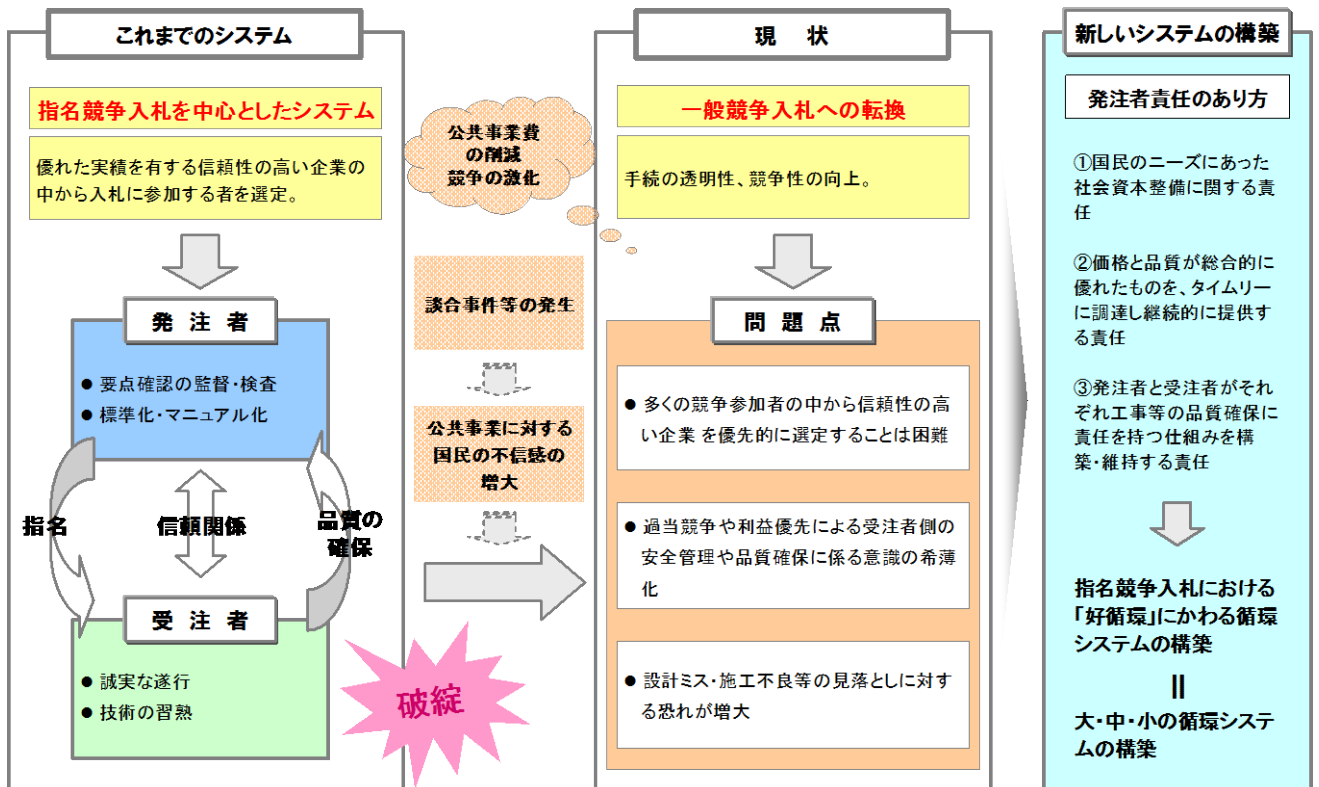 これまでのシステム
指名競争入札を中心としたシステム
優れた実績を有する信頼性の高い企業の
中から入札に参加する者を選定。
発 注 者
● 要点確認の監督・検査
● 標準化・マニュアル化
指名
信頼関係
品質の
確保
受 注 者
● 誠実な遂行
● 技術の習熟
破綻
公共事業費
の削減
競争の激化
談合事件等の発生
公共事業に対する
国民の不信感の
増大
現 状
一般競争入札への転換
手続の透明性、競争性の向上。
問 題 点
● 多くの競争参加者の中から信頼性の高
い企業 を優先的に選定することは困難
● 過当競争や利益優先による受注者側の
安全管理や品質確保に係る意識の希薄
化
● 設計ミス・施工不良等の見落としに対す
る恐れが増大
新しいシステムの構築
発注者責任のあり方
①国民のニーズにあった
社会資本整備に関する責
任
②価格と品質が総合的に
優れたものを、タイムリー
に調達し継続的に提供す
る責任
③発注者と受注者がそれ
ぞれ工事等の品質確保に
責任を持つ仕組みを構
築・維持する責任
指名競争入札における
「好循環」にかわる循環
システムの構築
||
大・中・小の循環システ
ムの構築